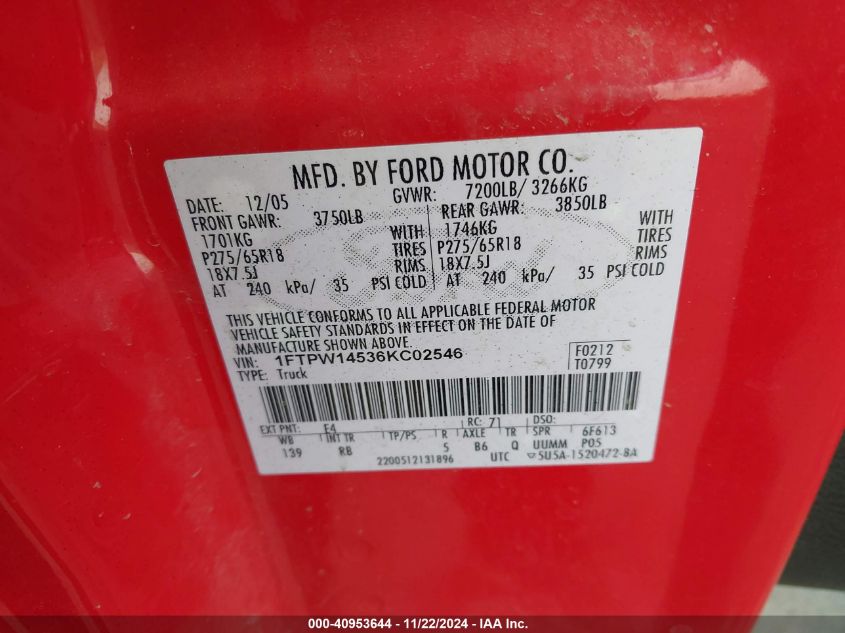 MFD. BY FORD MOTOR CO.
DATE: 12/05 GVWR: 7200LB/ 3266KG
FRONT GAWR: 3750LB REAR GAWR: 3850LB
1701KG WITH 1746KG WITH
P275/65R18 TIRES P275/65R18 TIRES
18X7.5J RIMS 18X7.5J RIMS
AT 240 kPa/ 35 PSI COLD AT 240 kPa/ 35 PSI COLD
THIS VEHICLE CONFORMS TO ALL APPLICABLE FEDERAL MOTOR
VEHICLE SAFETY STANDARDS IN EFFECT ON THE DATE OF
MANUFACTURE SHOWN ABOVE.
VIN: 1FTPW14536KC02546 F0212
TYPE: Truck T0799
EXT PNT: E4 RC: 71 DSO:
WB INT TR TP/PS R AXLE TR SPR 6F613
139 RB 5 B6 Q UUMM P05
2200512131896 UTC 5U5A-1520472-BA
000-40953644 - 11/22/2024 - IAA Inc.